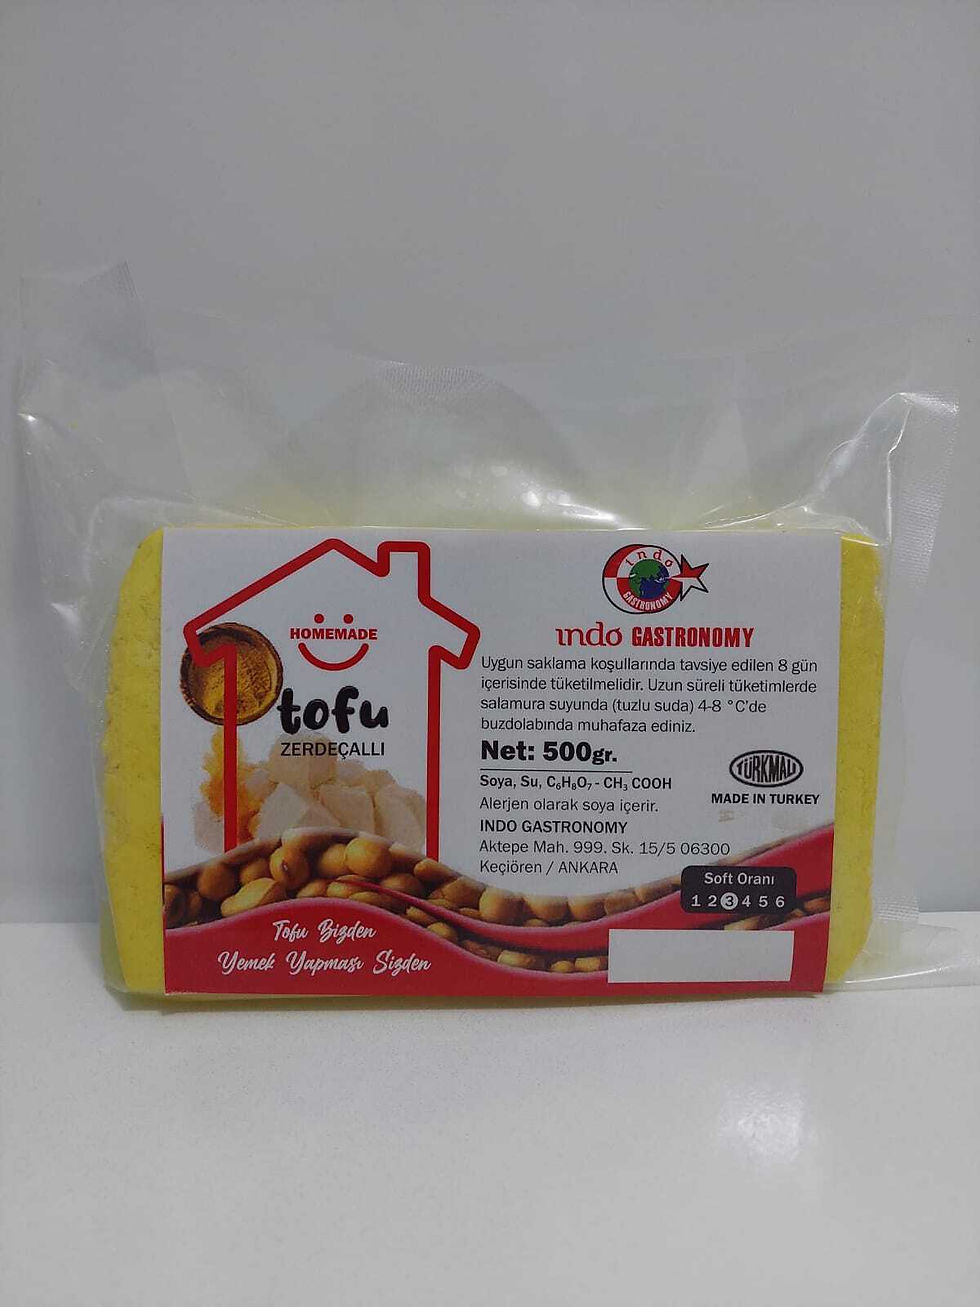 HOMEMADE
tofu
ZERDEÇALLI
Tofu Bizden
Yemek Yapması Sizden
indo
GASTRONOMY
ındo GASTRONOMY
Uygun saklama koşullarında tavsiye edilen 8 gün
içerisinde tüketilmelidir. Uzun süreli tüketimlerde
salamura suyunda (tuzlu suda) 4-8 °C'de
buzdolabında muhafaza ediniz.
Net: 500gr.
Soya, Su, C₆H₈O₇ - CH₃ COOH
Alerjen olarak soya içerir.
INDO GASTRONOMY
Aktepe Mah. 999. Sk. 15/5 06300
Keçiören / ANKARA
TÜRKMALI
MADE IN TURKEY
Soft Oranı
1 2 3 4 5 6